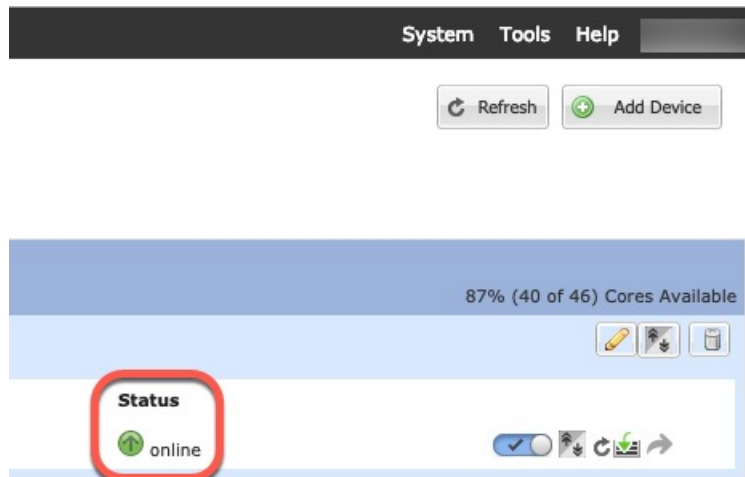 System Tools Help
Refresh Add Device
87% (40 of 46) Cores Available
Status
online